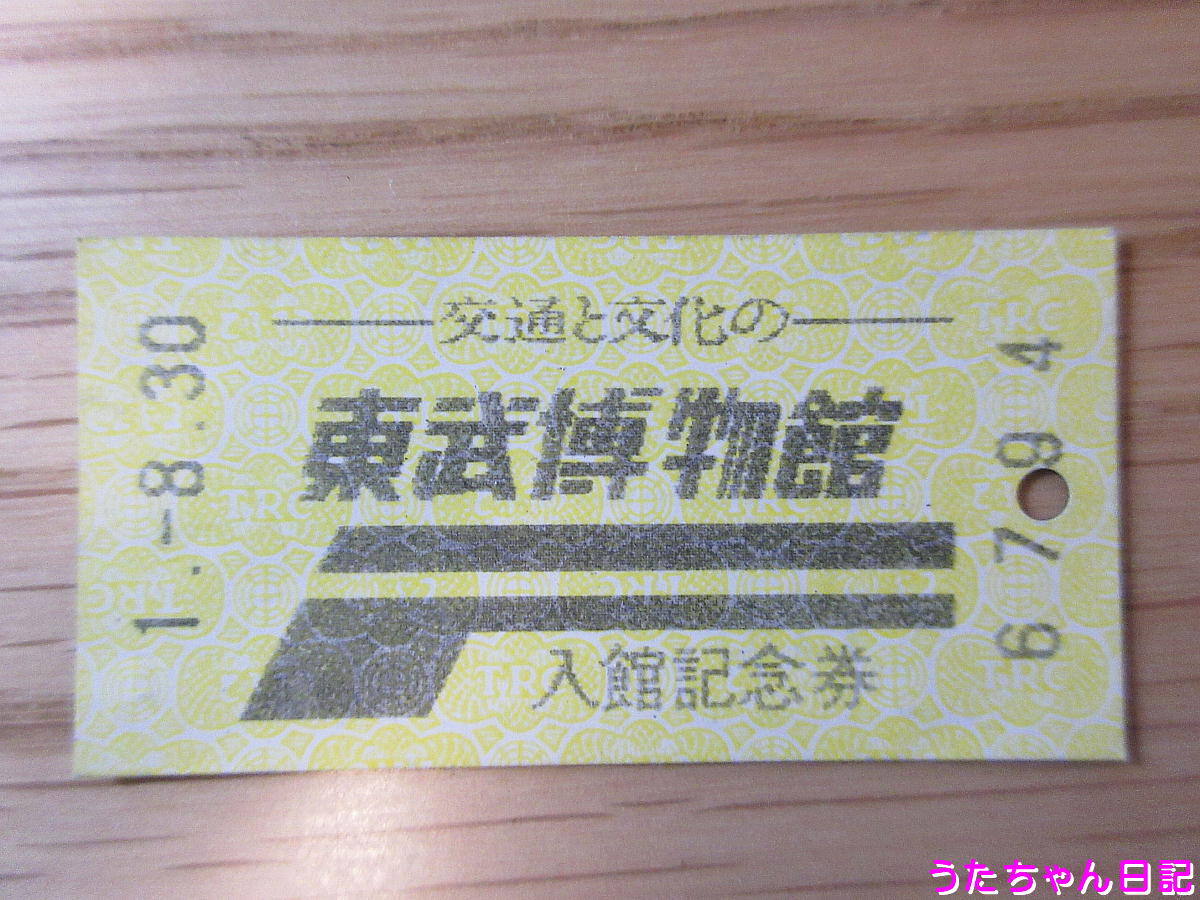 交通と文化の
東武博物館
入館記念券
1.-8.30
6794
うたちゃん日記